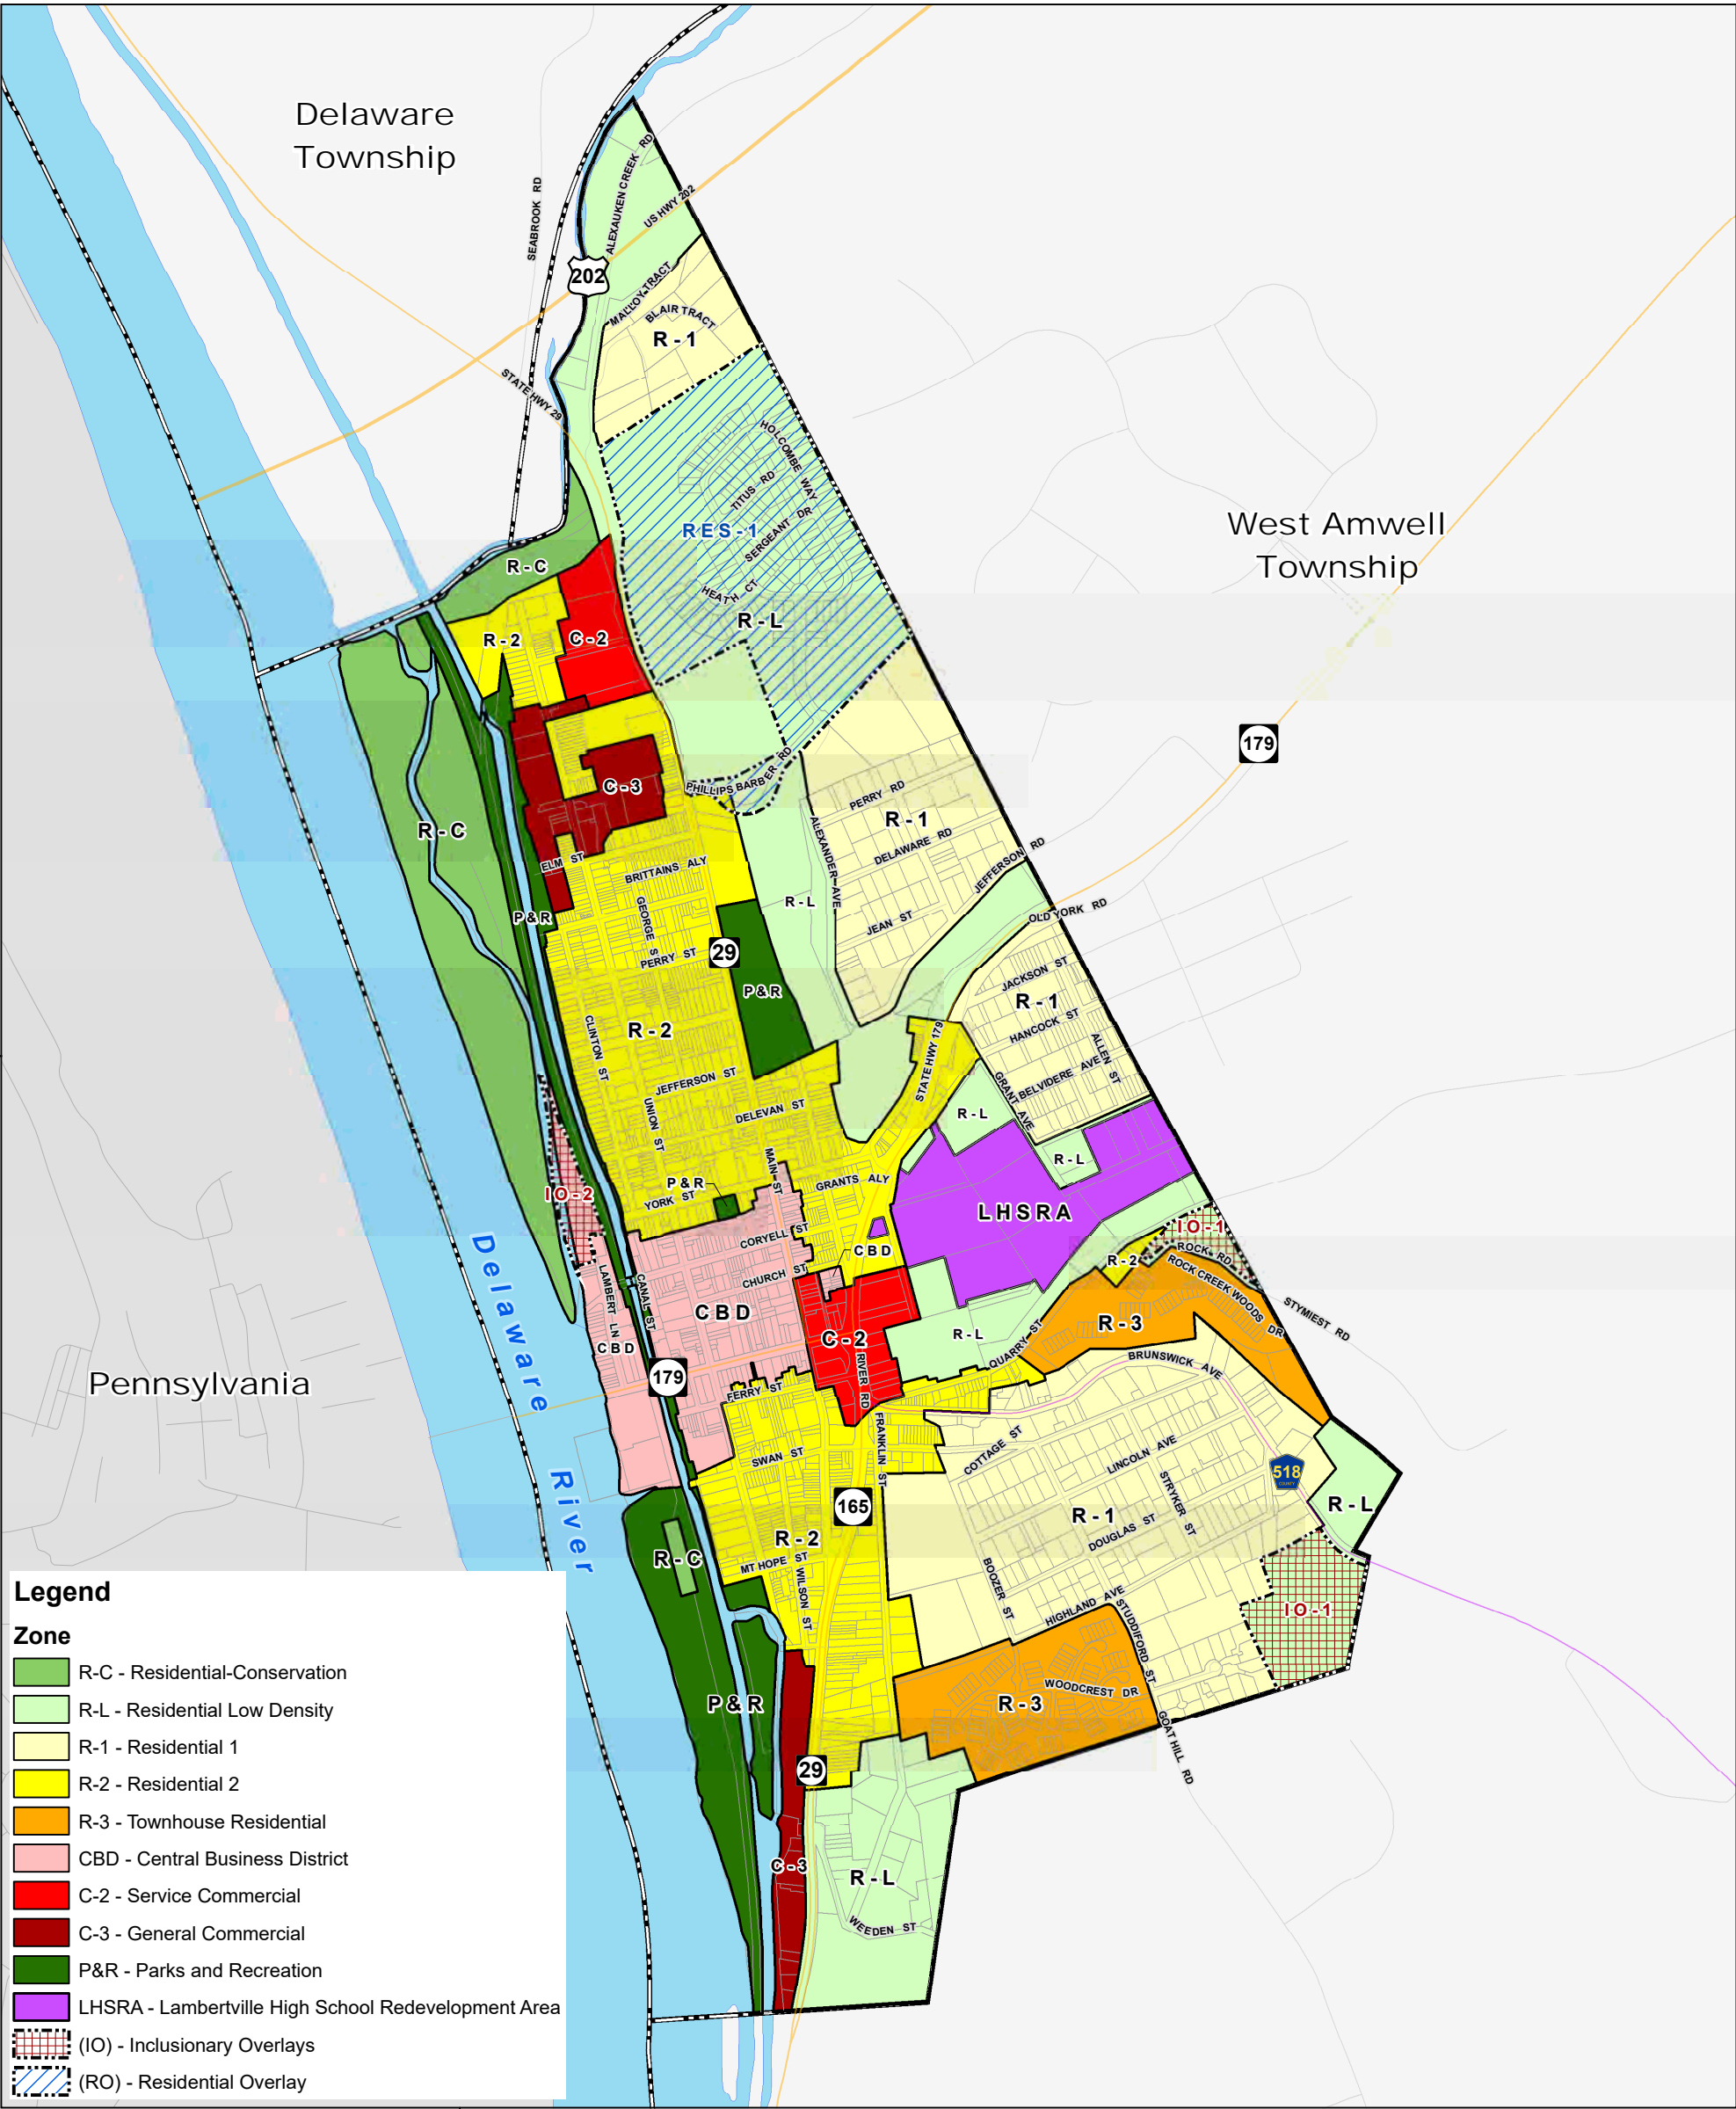 Delaware
Township
SEABROOK RD
ALEXAUKEN CREEK RD
US HWY 202
202
MALLOY TRACT
BLAIR TRACT
R-1
STATE HWY 29
HOLCOMBE WAY
TITUS RD
SERGEANT DR
RES-1
HEATH CT
R-L
West Amwell
Township
R-C
R-2
C-2
179
C-3
PHILLIPS BARBER RD
R-C
PERRY RD
R-1
DELAWARE RD
ALEXANDER AVE
JEFFERSON RD
ELM ST
BRITTAINS ALY
R-L
OLD YORK RD
P&R
GEORGE S
JEAN ST
29
PERRY ST
JACKSON ST
P&R
R-1
HANCOCK ST
R-2
CLINTON ST
ALLEN ST
STATE HWY 179
BELVIDERE AVE
JEFFERSON ST
GRANT AVE
UNION ST
DELEVAN ST
R-L
R-L
MAIN ST
GRANTS ALY
P&R
IO-2
YORK ST
LHSRA
IO-1
CORYELL ST
ROCK RD
CBD
R-2
ROCK CREEK WOODS DR
CHURCH ST
LAMBERT LN
CANAL ST
CBD
C-2
R-L
R-3
STYMIEST RD
CBD
QUARRY ST
BRUNSWICK AVE
RIVER RD
179
FERRY ST
Pennsylvania
Delaware River
FRANKLIN ST
COTTAGE ST
LINCOLN AVE
SWAN ST
518
COUNTY
STRYKER ST
165
R-L
R-1
DOUGLAS ST
R-2
R-C
MT HOPE ST
WILSON ST
BOOZER ST
HIGHLAND AVE
STUDDIFORD ST
IO-1
WOODCREST DR
P&R
R-3
GOAT HILL RD
29
C-3
R-L
WEEDEN ST
Legend
Zone
R-C - Residential-Conservation
R-L - Residential Low Density
R-1 - Residential 1
R-2 - Residential 2
R-3 - Townhouse Residential
CBD - Central Business District
C-2 - Service Commercial
C-3 - General Commercial
P&R - Parks and Recreation
LHSRA - Lambertville High School Redevelopment Area
(IO) - Inclusionary Overlays
(RO) - Residential Overlay